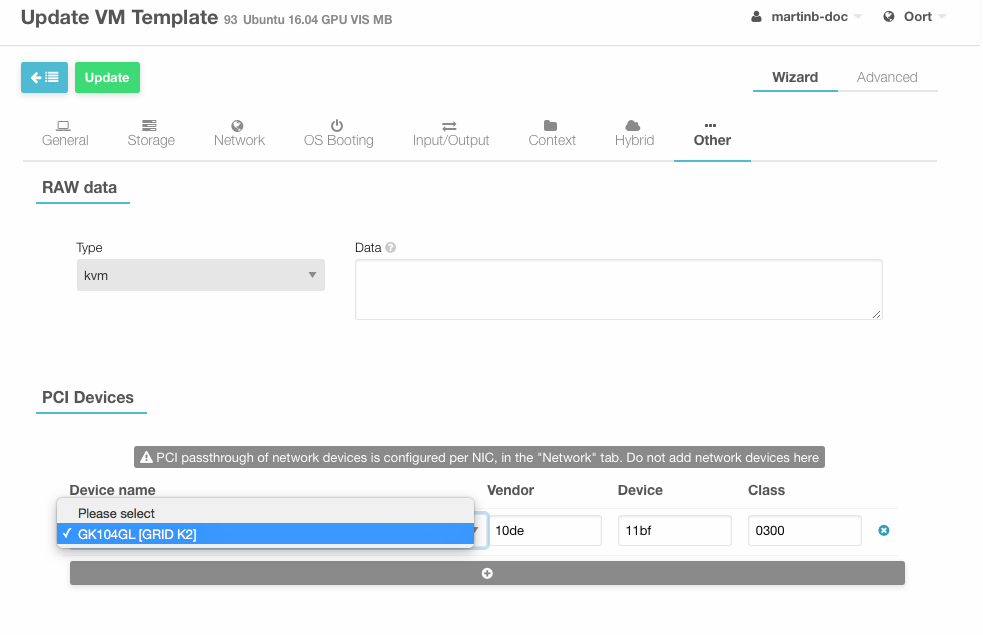 Update VM Template 93 Ubuntu 16.04 GPU VIS MB
martinb-doc Oort
Update
Wizard Advanced
General Storage Network OS Booting Input/Output Context Hybrid Other
RAW data
Type Data
kvm
PCI Devices
PCI passthrough of network devices is configured per NIC, in the "Network" tab. Do not add network devices here
Device name Vendor Device Class
Please select
✓ GK104GL [GRID K2] 10de 11bf 0300